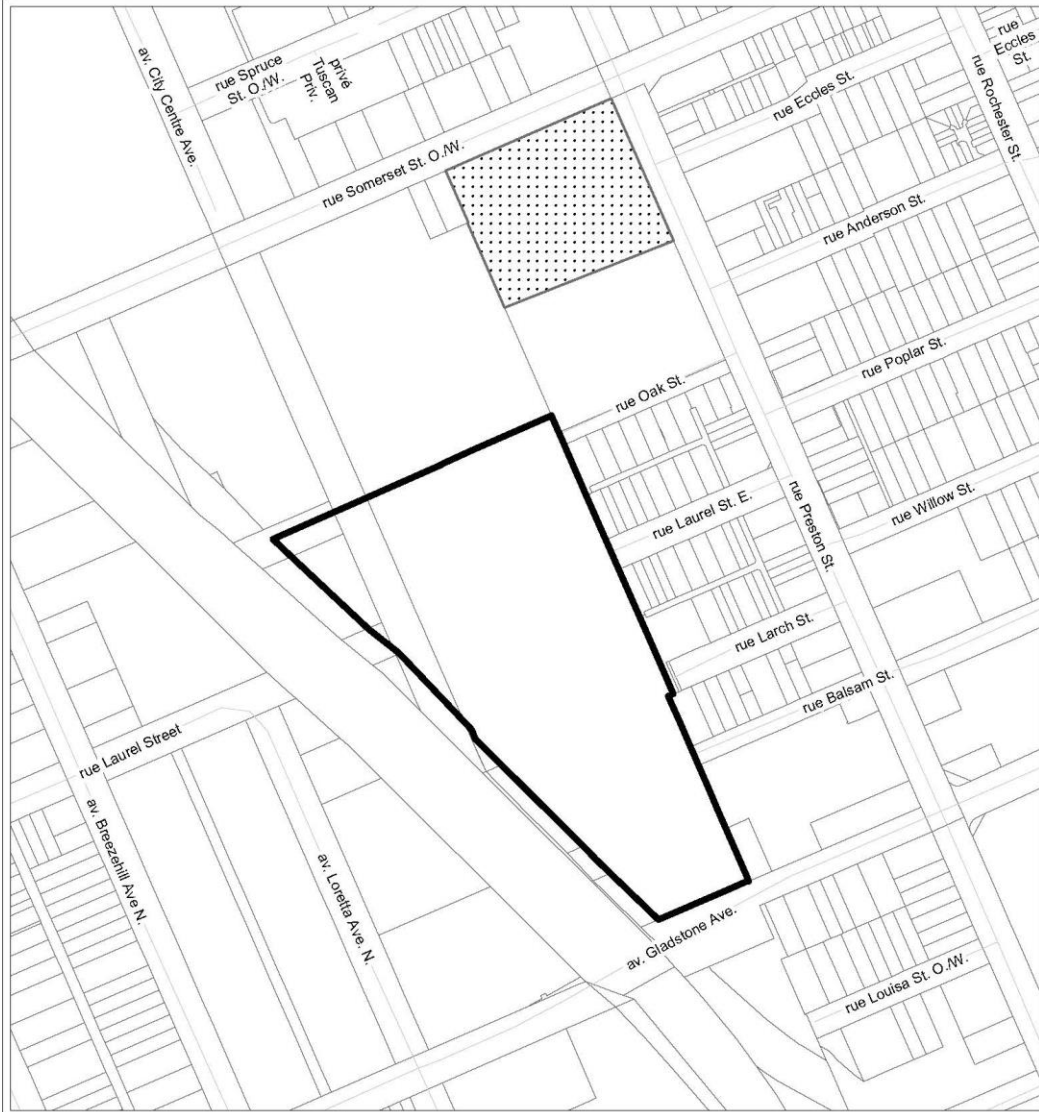 av. City Centre Ave.
rue Spruce
St. O./W.
privé
Tuscan
Priv.
rue Somerset St. O./W.
rue Eccles St.
rue Rochester St.
rue
Eccles
St.
rue Anderson St.
rue Poplar St.
rue Oak St.
rue Laurel St. E.
rue Preston St.
rue Willow St.
rue Larch St.
rue Balsam St.
rue Laurel Street
av. Breezehill Ave N.
av. Loretta Ave. N.
av. Gladstone Ave.
rue Louisa St. O./W.